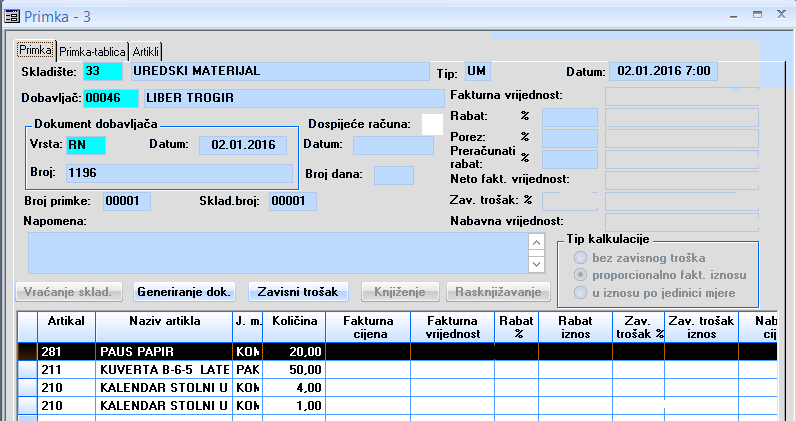 Primka - 3
Primka Primka-tablica Artikli
Skladište: 33 UREDSKI MATERIJAL Tip: UM Datum: 02.01.2016 7:00
Dobavljač: 00046 LIBER TROGIR Fakturna vrijednost:
Dokument dobavljača Dospijeće računa: Rabat: %
Vrsta: RN Datum: 02.01.2016 Datum: Porez: %
Preračunati rabat: %
Broj: 1196 Broj dana: Neto fakt. vrijednost:
Broj primke: 00001 Sklad.broj: 00001 Zav. trošak: %
Napomena: Nabavna vrijednost:
Tip kalkulacije
bez zavisnog troška
proporcionalno fakt. iznosu
u iznosu po jedinici mjere
Vraćanje sklad. Generiranje dok. Zavisni trošak Knjiženje Rasknjižavanje
Artikal Naziv artikla J. m. Količina Fakturna cijena Fakturna vrijednost Rabat % Rabat iznos Zav. trošak % Zav. trošak iznos Nab cij
281 PAUS PAPIR KOM 20,00
211 KUVERTA B-6-5 LATE PAK 50,00
210 KALENDAR STOLNI U KOM 4,00
210 KALENDAR STOLNI U KOM 1,00